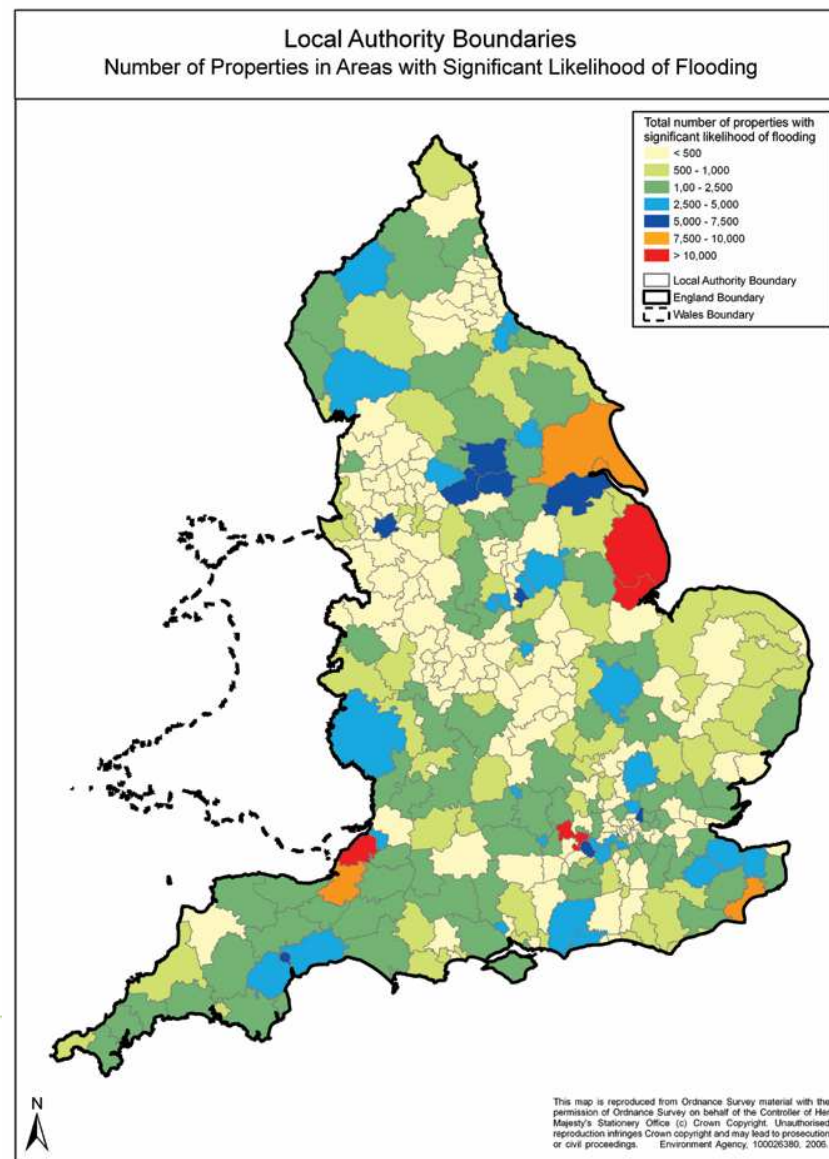 Local Authority Boundaries
Number of Properties in Areas with Significant Likelihood of Flooding
Total number of properties with
significant likelihood of flooding
< 500
500 - 1,000
1,00 - 2,500
2,500 - 5,000
5,000 - 7,500
7,500 - 10,000
> 10,000
Local Authority Boundary
England Boundary
Wales Boundary
N
This map is reproduced from Ordnance Survey material with the
permission of Ordnance Survey on behalf of the Controller of Her
Majesty's Stationery Office (c) Crown Copyright. Unauthorised
reproduction infringes Crown copyright and may lead to prosecution
or civil proceedings. Environment Agency, 100026380, 2006.